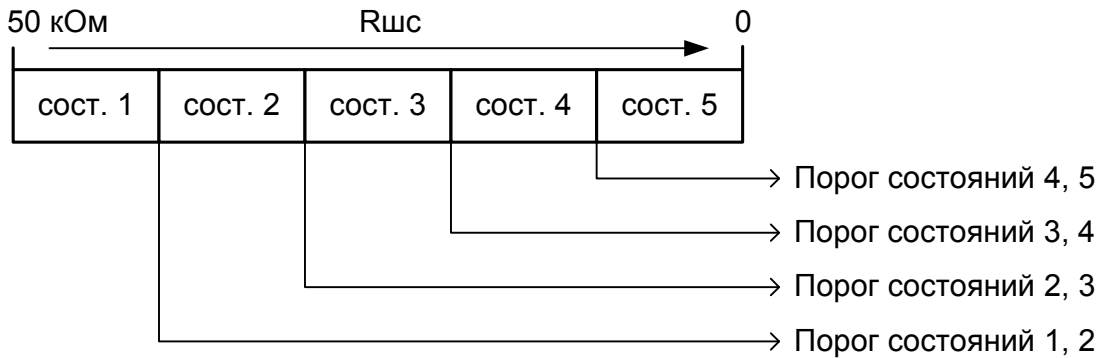 50 кОм Rшс 0
сост. 1 сост. 2 сост. 3 сост. 4 сост. 5
Порог состояний 4, 5
Порог состояний 3, 4
Порог состояний 2, 3
Порог состояний 1, 2